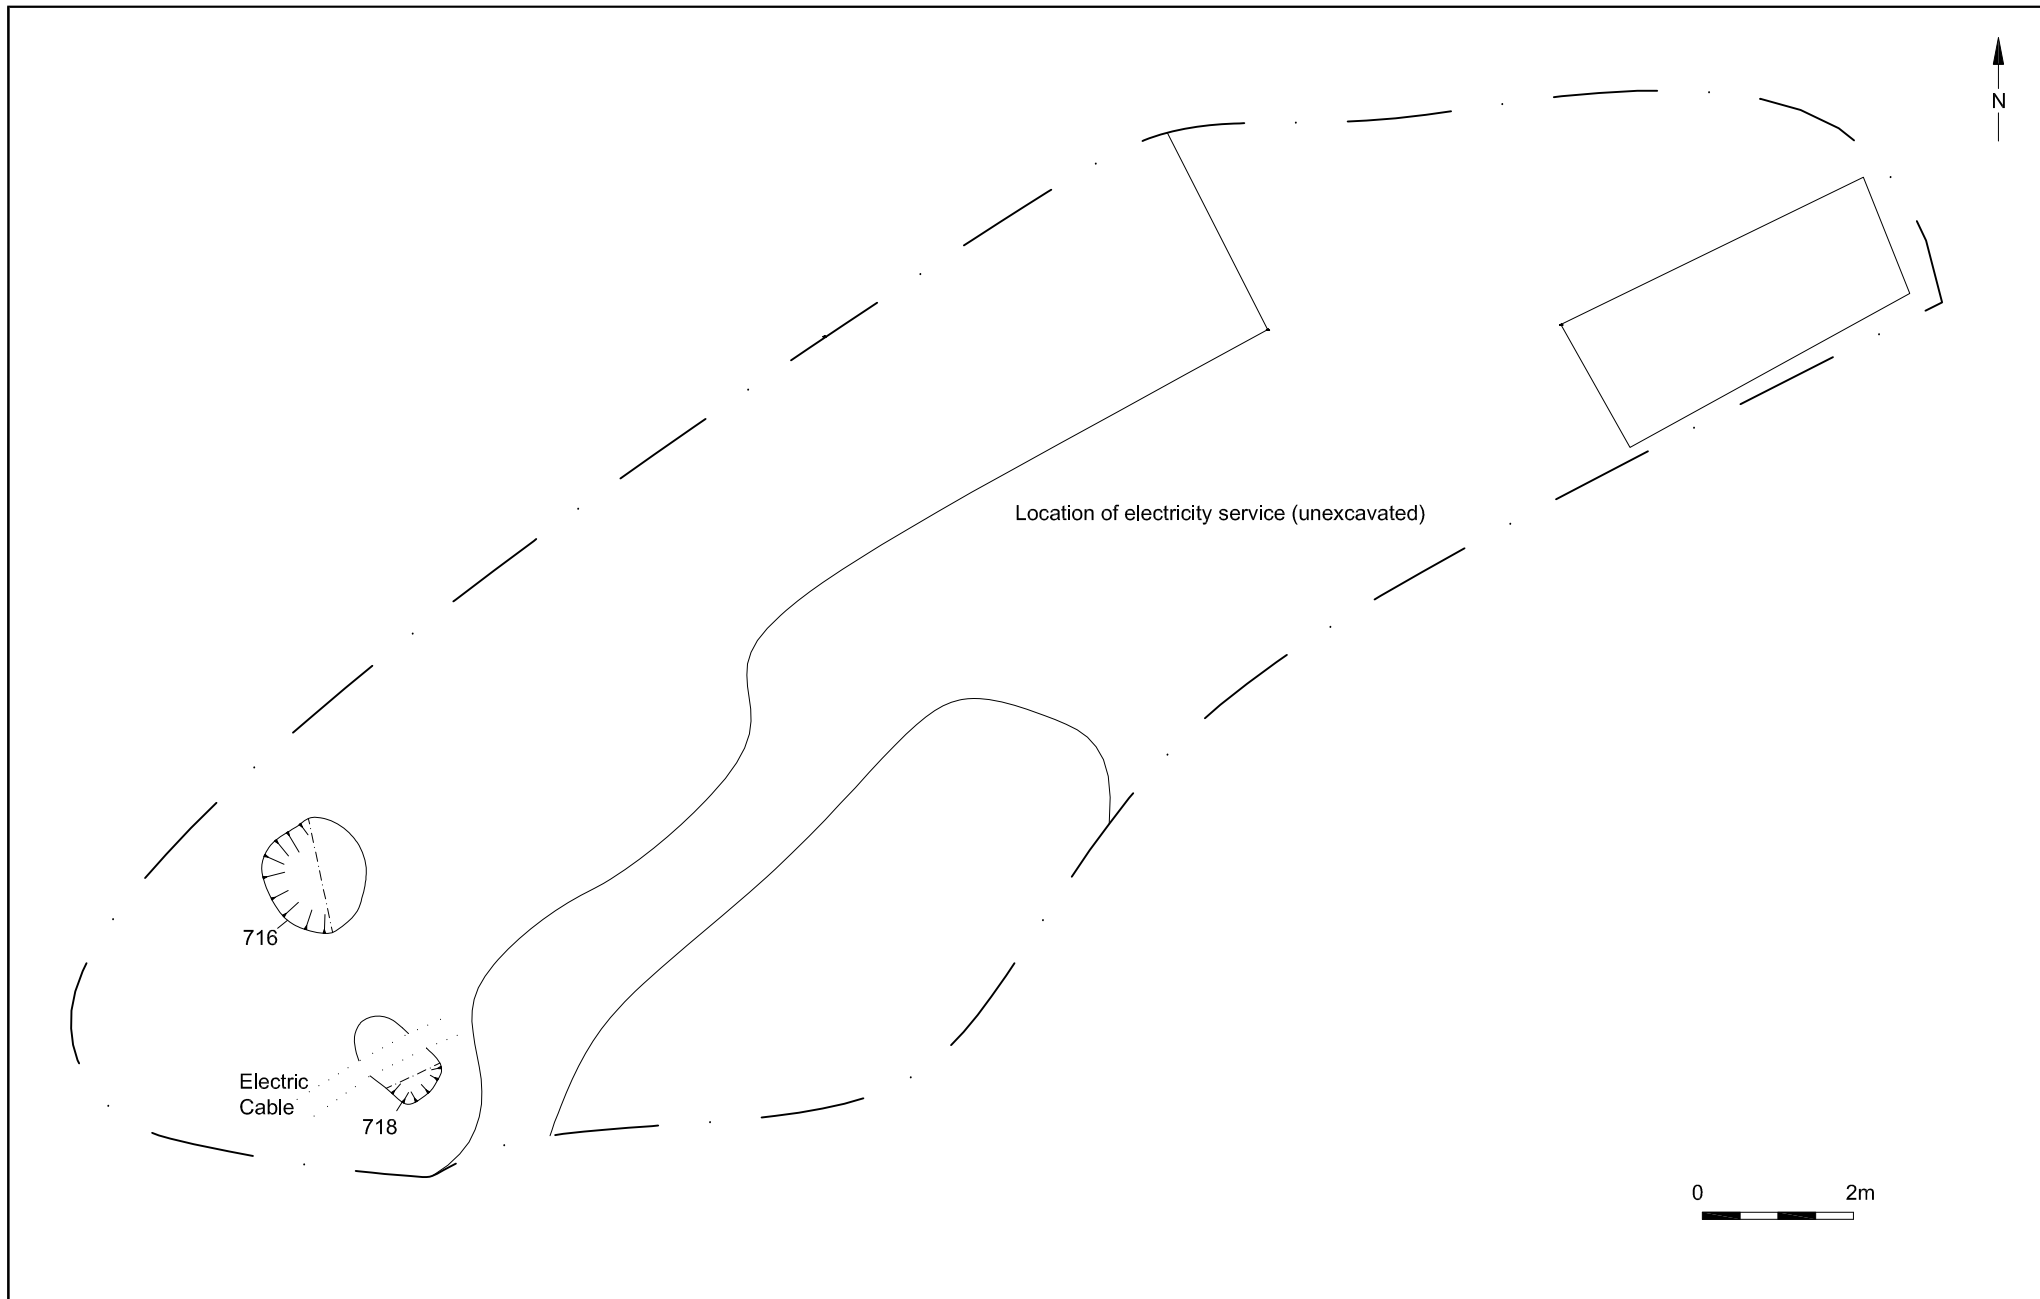 N
Location of electricity service (unexcavated)
716
Electric
Cable
718
0 2m